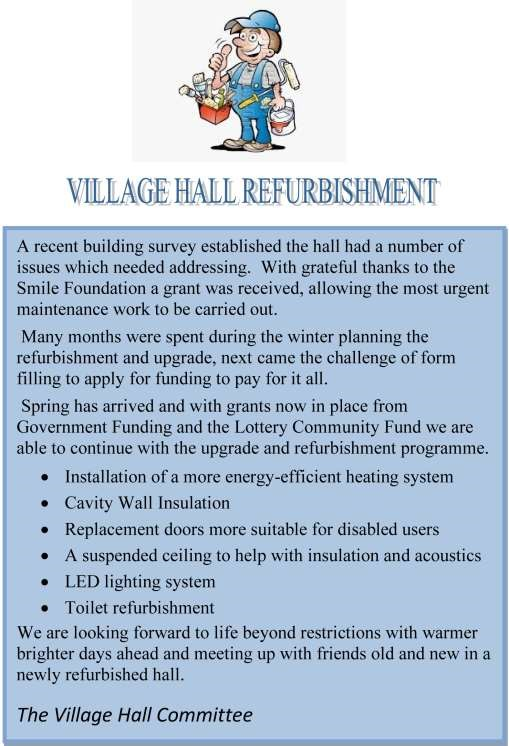 VILLAGE HALL REFURBISHMENT
A recent building survey established the hall had a number of
issues which needed addressing.  With grateful thanks to the
Smile Foundation a grant was received, allowing the most urgent
maintenance work to be carried out.
Many months were spent during the winter planning the
refurbishment and upgrade, next came the challenge of form
filling to apply for funding to pay for it all.
Spring has arrived and with grants now in place from
Government Funding and the Lottery Community Fund we are
able to continue with the upgrade and refurbishment programme.
• Installation of a more energy-efficient heating system
• Cavity Wall Insulation
• Replacement doors more suitable for disabled users
• A suspended ceiling to help with insulation and acoustics
• LED lighting system
• Toilet refurbishment
We are looking forward to life beyond restrictions with warmer
brighter days ahead and meeting up with friends old and new in a
newly refurbished hall.
The Village Hall Committee